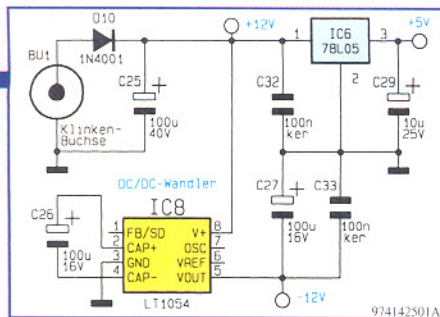 D10
1N4001
+12V
+5V
BU1
Klinken-
Buchse
C25
+
100u
40V
1
IC6
78L05
3
2
C32
100n
ker
C29
+
10u
25V
DC/DC-Wandler
IC8
C26
+
100u
16V
1 FB/SD V+ 8
2 CAP+ OSC 7
3 GND VREF 6
4 CAP- VOUT 5
LT1054
C27
+
100u
16V
C33
100n
ker
-12V
974142501A